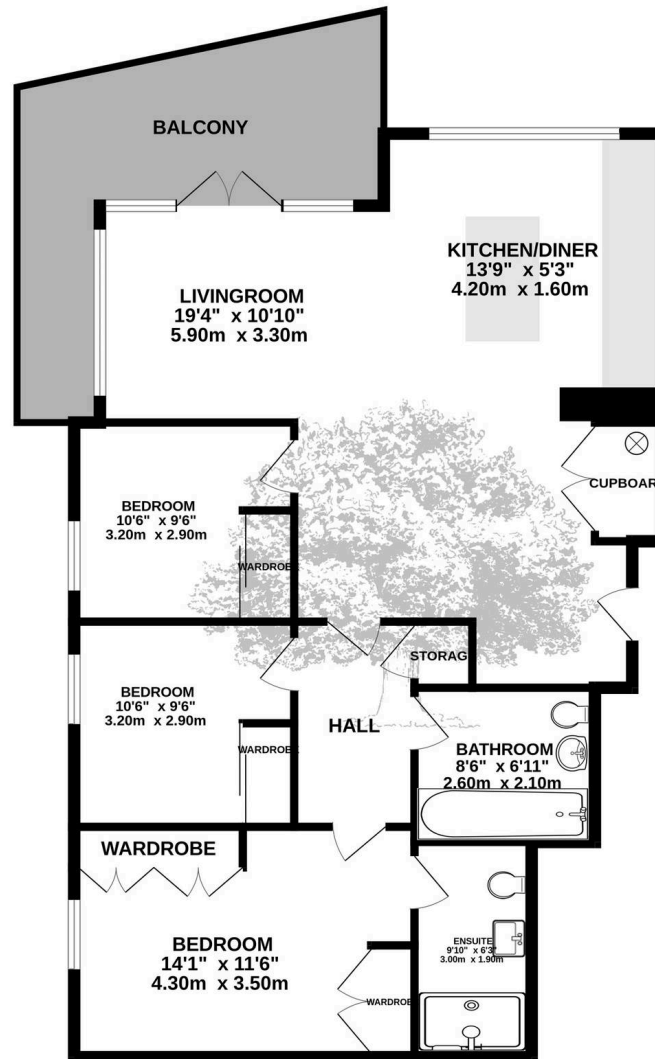 BALCONY
KITCHEN/DINER
13'9" x 5'3"
4.20m x 1.60m
LIVINGROOM
19'4" x 10'10"
5.90m x 3.30m
CUPBOAR
BEDROOM
10'6" x 9'6"
3.20m x 2.90m
WARDROBE
STORAG
BEDROOM
10'6" x 9'6"
3.20m x 2.90m
WARDROBE
HALL
BATHROOM
8'6" x 6'11"
2.60m x 2.10m
WARDROBE
BEDROOM
14'1" x 11'6"
4.30m x 3.50m
ENSUITE
9'10" x 6'3"
3.00m x 1.90m
WARDROBE